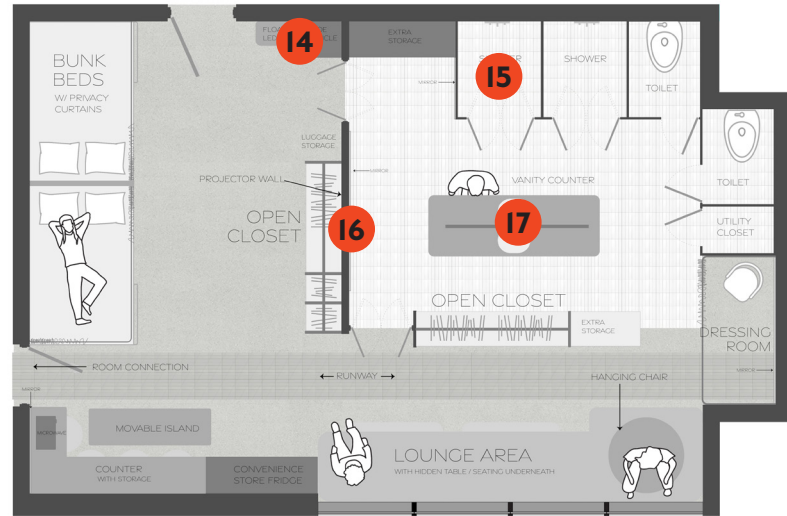 BUNK
BEDS
W/ PRIVACY
CURTAINS
14
EXTRA
STORAGE
15
SHOWER
TOILET
MIRROR
LUGGAGE
STORAGE
MIRROR
PROJECTOR WALL
VANITY COUNTER
TOILET
OPEN
CLOSET
16
17
UTILITY
CLOSET
OPEN CLOSET
EXTRA
STORAGE
DRESSING
ROOM
ROOM CONNECTION
RUNWAY
HANGING CHAIR
MIRROR
MIRROR
MOVABLE ISLAND
LOUNGE AREA
WITH HIDDEN TABLE / SEATING UNDERNEATH
COUNTER
WITH STORAGE
CONVENIENCE
STORE FRIDGE